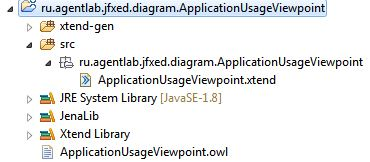 ru.agentlab.jfxed.diagram.ApplicationUsageViewpoint
xtend-gen
src
ru.agentlab.jfxed.diagram.ApplicationUsageViewpoint
ApplicationUsageViewpoint.xtend
JRE System Library [JavaSE-1.8]
JenaLib
Xtend Library
ApplicationUsageViewpoint.owl